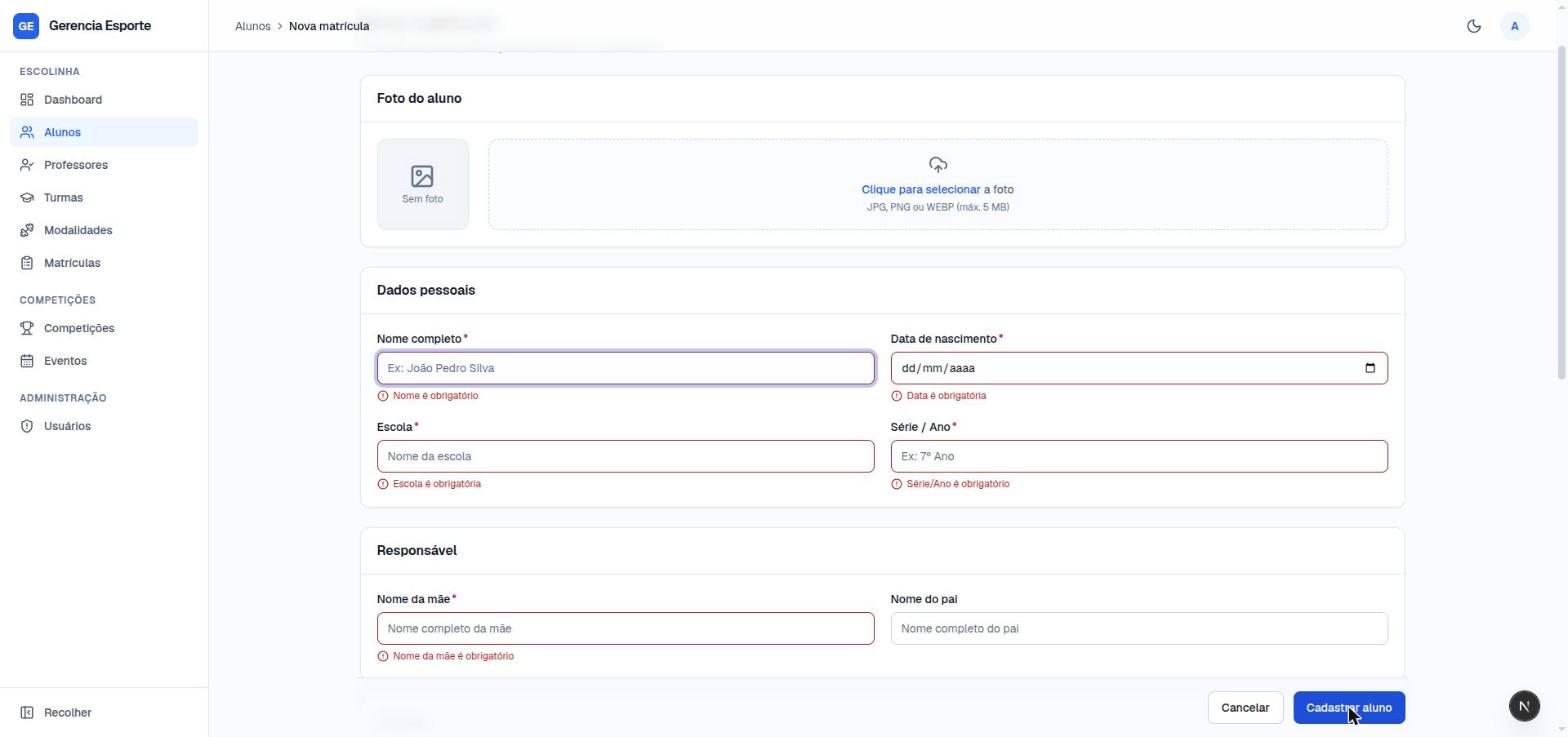 GE Gerencia Esporte
Alunos > Nova matrícula
A
ESCOLINHA
Dashboard
Alunos
Professores
Turmas
Modalidades
Matrículas
COMPETIÇÕES
Competições
Eventos
ADMINISTRAÇÃO
Usuários
Recolher
Foto do aluno
Sem foto
Clique para selecionar a foto
JPG, PNG ou WEBP (máx. 5 MB)
Dados pessoais
Nome completo*
Data de nascimento*
Ex: João Pedro Silva
dd/mm/aaaa
Nome é obrigatório
Data é obrigatória
Escola*
Série / Ano*
Nome da escola
Ex: 7º Ano
Escola é obrigatória
Série/Ano é obrigatório
Responsável
Nome da mãe*
Nome do pai
Nome completo da mãe
Nome completo do pai
Nome da mãe é obrigatório
Cancelar
Cadastrar aluno
N